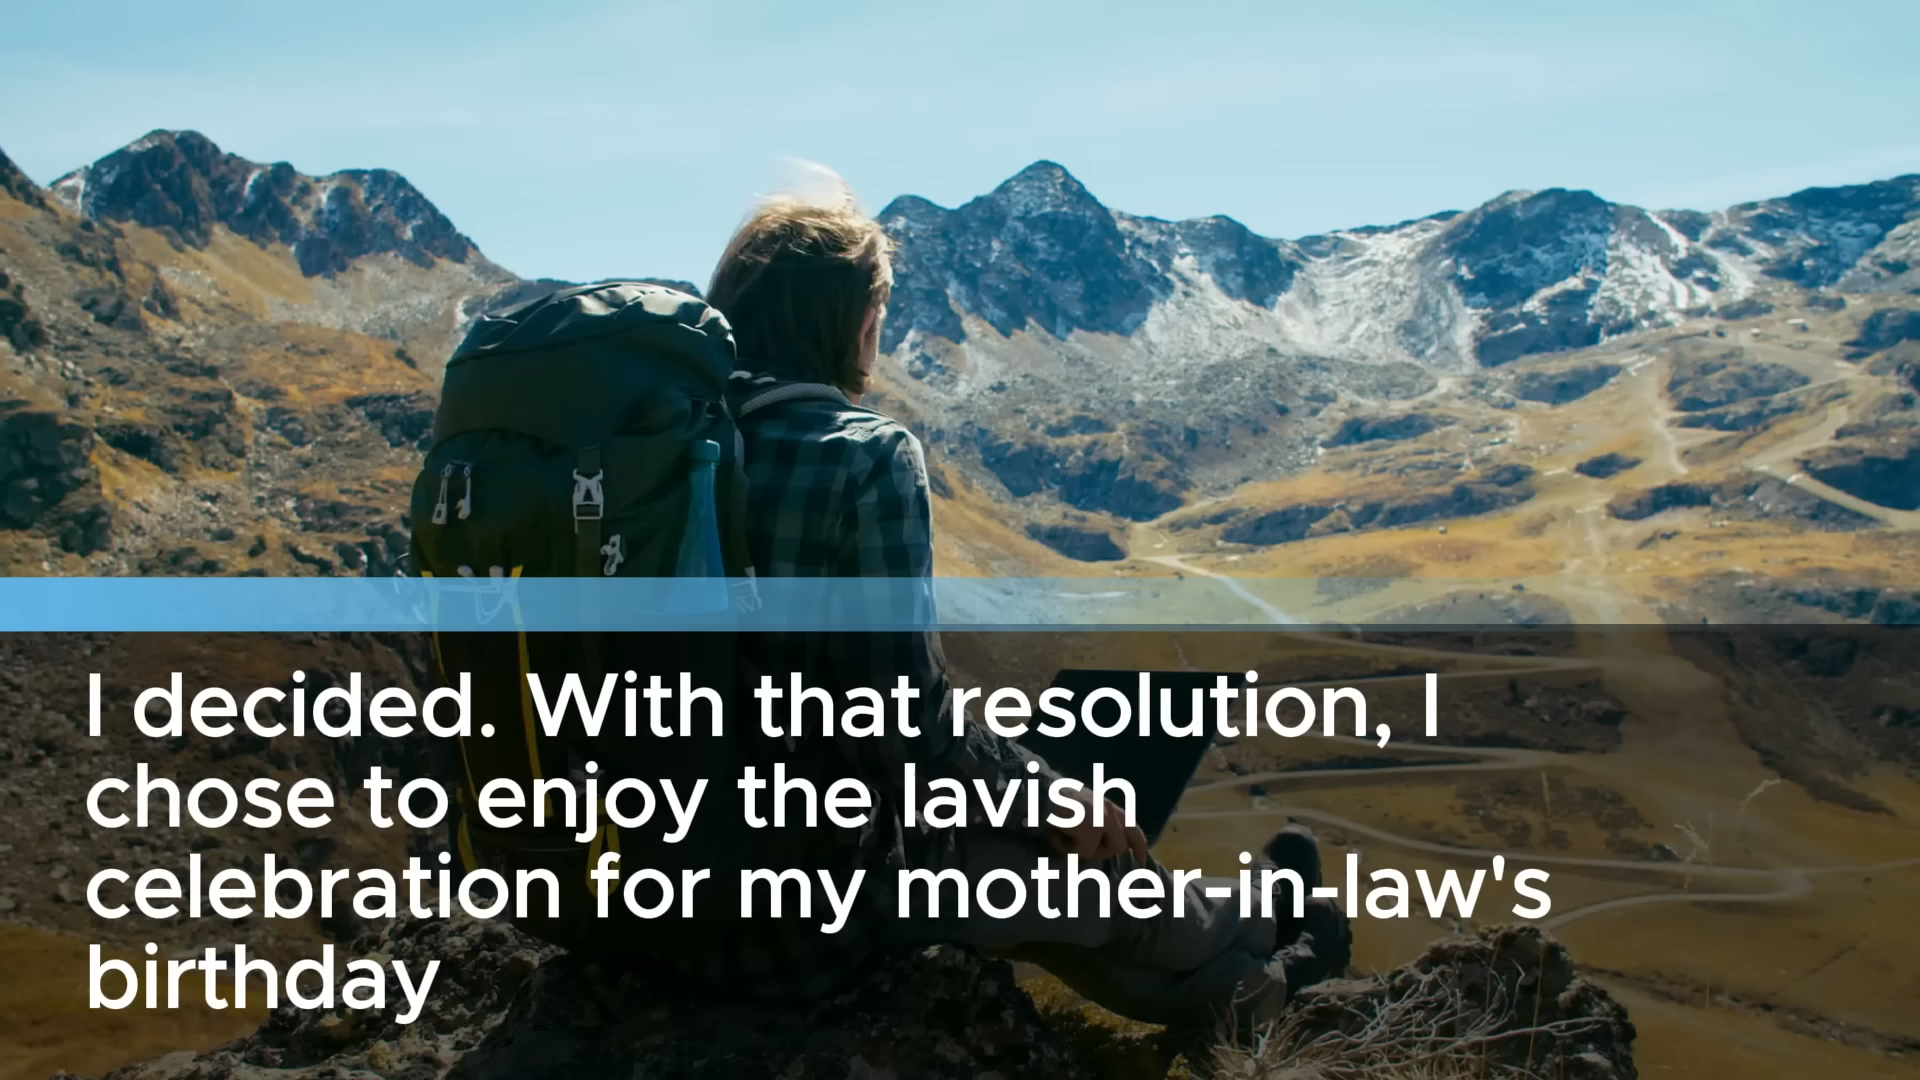 I decided. With that resolution, I
chose to enjoy the lavish
celebration for my mother-in-law's
birthday